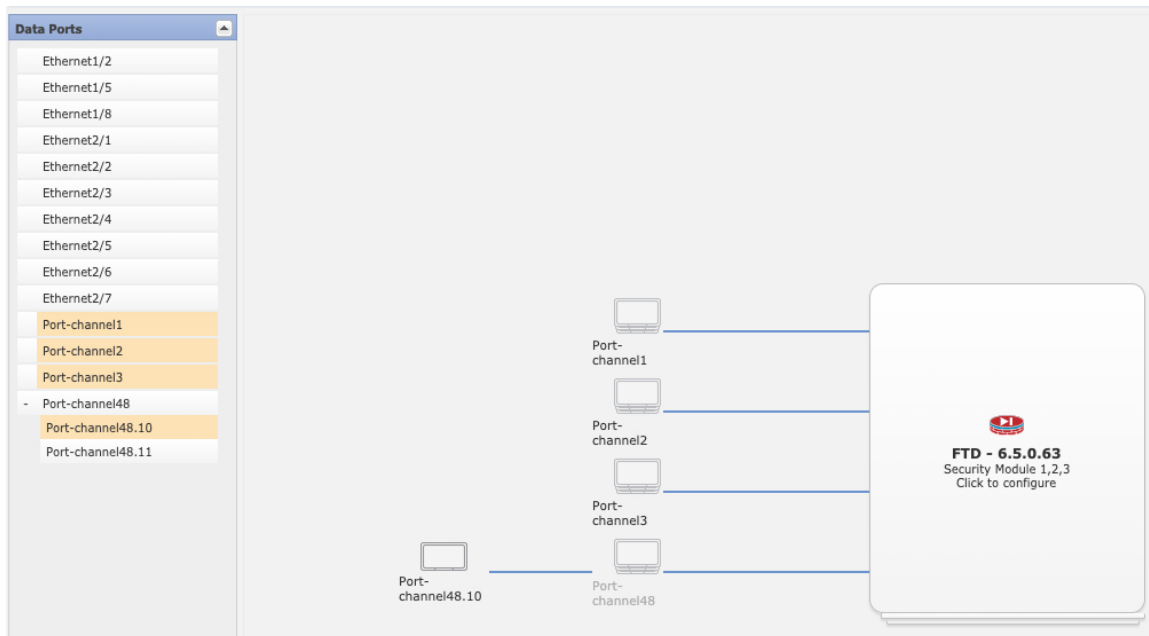 Data Ports
Ethernet1/2
Ethernet1/5
Ethernet1/8
Ethernet2/1
Ethernet2/2
Ethernet2/3
Ethernet2/4
Ethernet2/5
Ethernet2/6
Ethernet2/7
Port-channel1
Port-channel2
Port-channel3
- Port-channel48
Port-channel48.10
Port-channel48.11
Port-
channel1
Port-
channel2
Port-
channel3
Port-
channel48.10
Port-
channel48
FTD - 6.5.0.63
Security Module 1,2,3
Click to configure